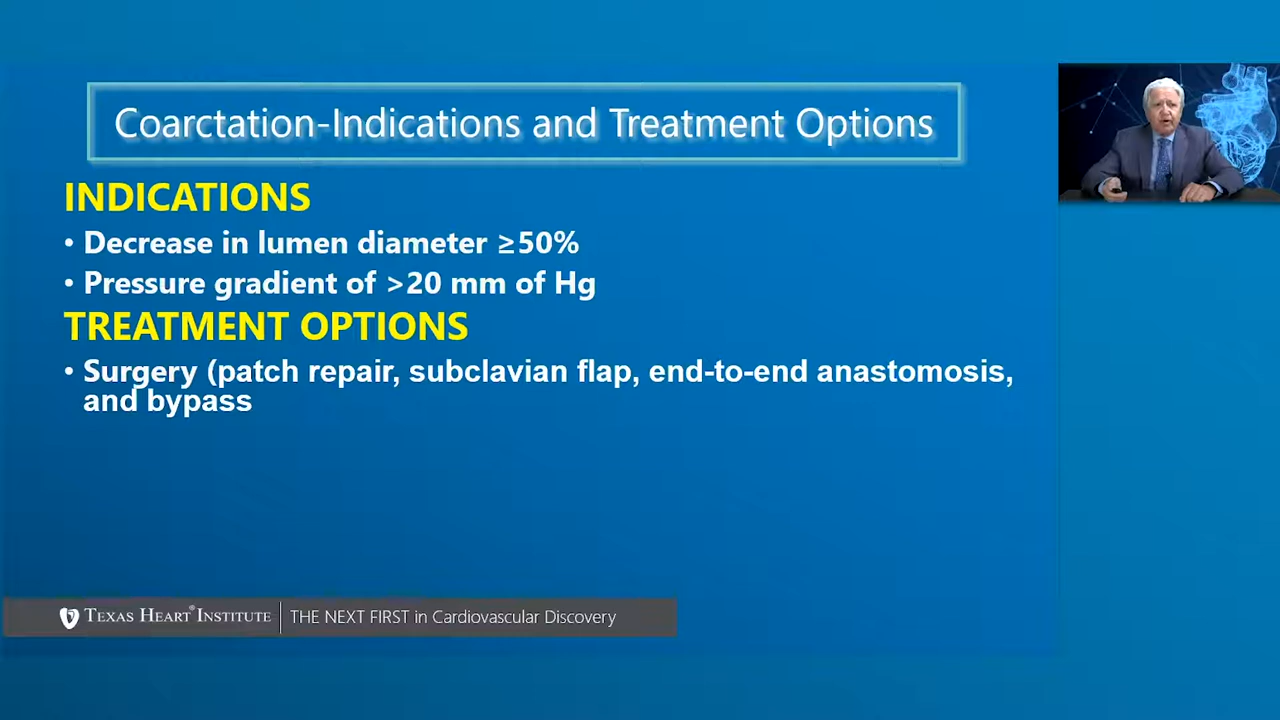 Coarctation-Indications and Treatment Options
INDICATIONS
• Decrease in lumen diameter ≥50%
• Pressure gradient of >20 mm of Hg
TREATMENT OPTIONS
• Surgery (patch repair, subclavian flap, end-to-end anastomosis,
and bypass
TEXAS HEART® INSTITUTE | THE NEXT FIRST in Cardiovascular Discovery